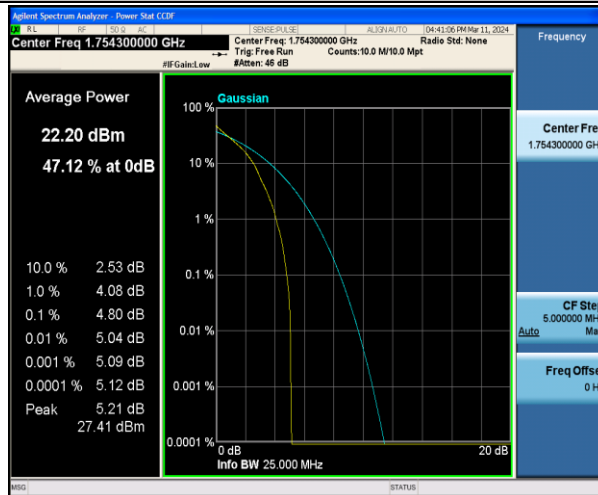 Agilent Spectrum Analyzer - Power Stat CCDF
RL RF 50 Ω AC SENSE:PULSE ALIGN AUTO 04:41:06 PM Mar 11, 2024
Center Freq 1.754300000 GHz
Center Freq: 1.754300000 GHz Radio Std: None
Trig: Free Run Counts:10.0 M/10.0 Mpt
#IFGain:Low #Atten: 46 dB
Frequency
Average Power
22.20 dBm
47.12 % at 0dB
10.0 % 2.53 dB
1.0 % 4.08 dB
0.1 % 4.80 dB
0.01 % 5.04 dB
0.001 % 5.09 dB
0.0001 % 5.12 dB
Peak 5.21 dB
27.41 dBm
Gaussian
100 %
10 %
1 %
0.1 %
0.01 %
0.001 %
0.0001 %
0 dB 20 dB
Info BW 25.000 MHz
Center Fre
1.754300000 GH
CF Ste
5.000000 MH
Auto Ma
Freq Offse
0 H
MSG STATUS